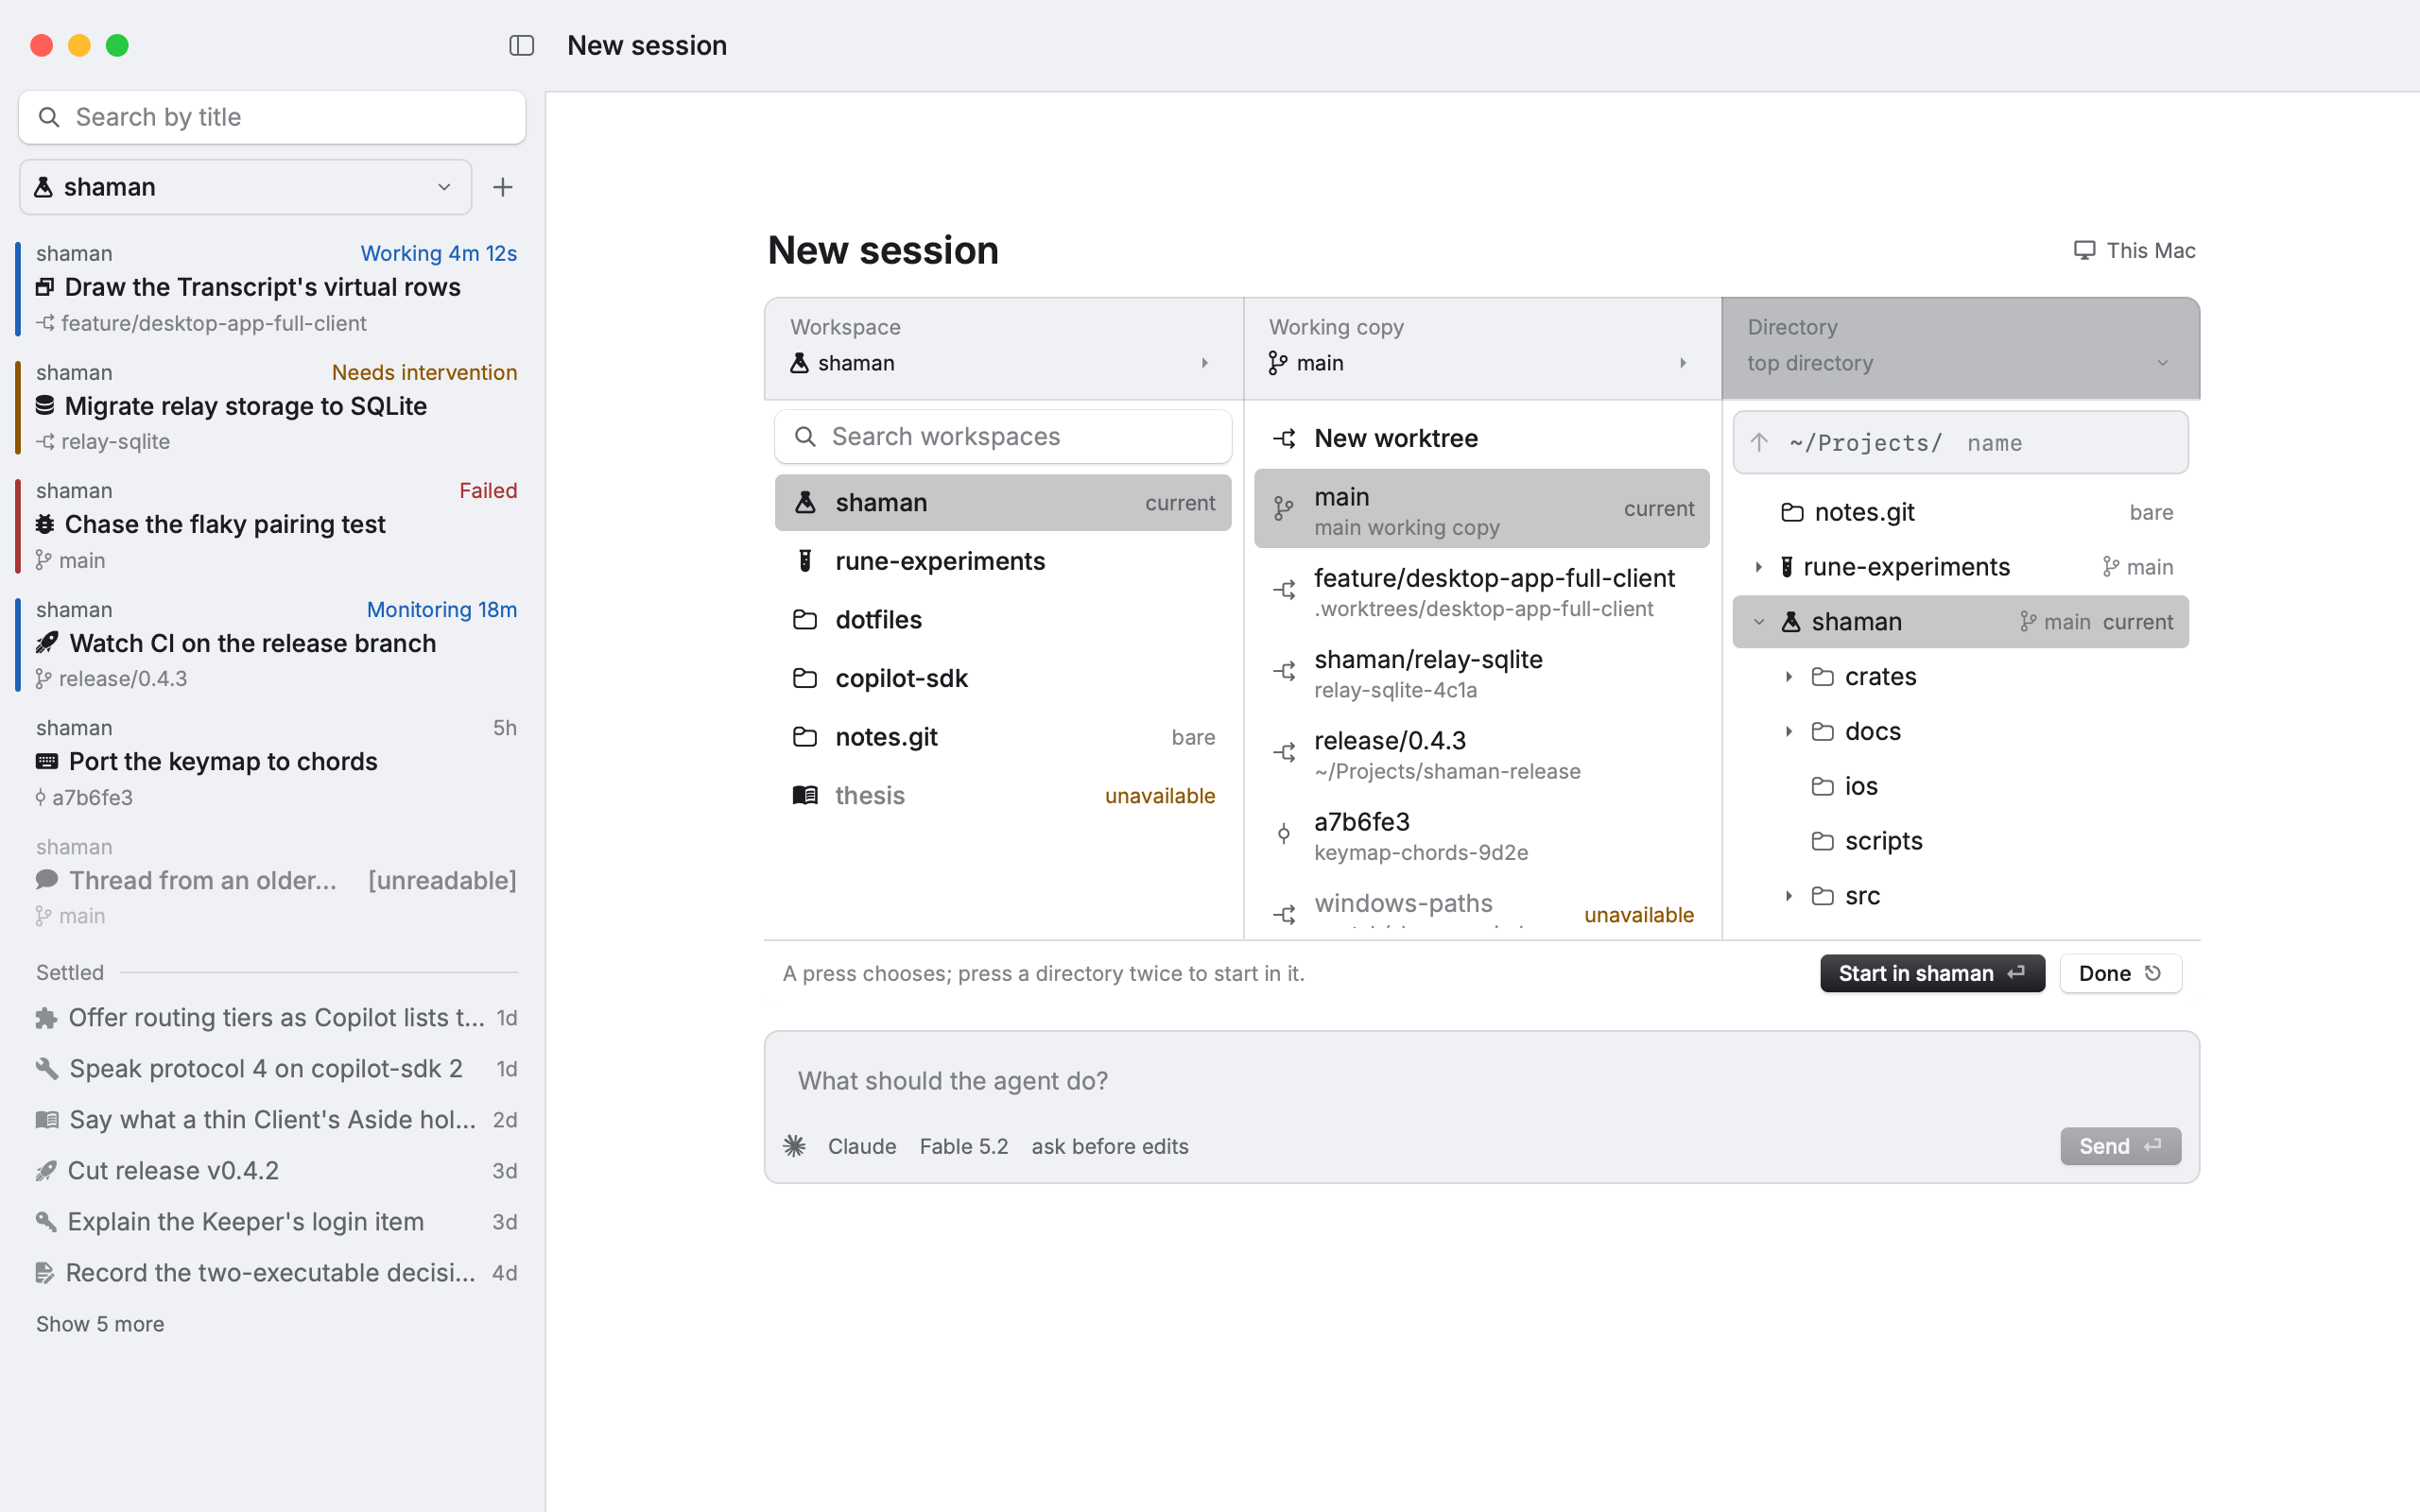 New session
Search by title
shaman
shaman Working 4m 12s
Draw the Transcript's virtual rows
feature/desktop-app-full-client
shaman Needs intervention
Migrate relay storage to SQLite
relay-sqlite
shaman Failed
Chase the flaky pairing test
main
shaman Monitoring 18m
Watch CI on the release branch
release/0.4.3
shaman 5h
Port the keymap to chords
a7b6fe3
shaman
Thread from an older... [unreadable]
main
Settled
Offer routing tiers as Copilot lists t... 1d
Speak protocol 4 on copilot-sdk 2 1d
Say what a thin Client's Aside hol... 2d
Cut release v0.4.2 3d
Explain the Keeper's login item 3d
Record the two-executable decisi... 4d
Show 5 more
New session
This Mac
Workspace
shaman
Search workspaces
shaman current
rune-experiments
dotfiles
copilot-sdk
notes.git bare
thesis unavailable
Working copy
main
New worktree
main
main working copy
current
feature/desktop-app-full-client
.worktrees/desktop-app-full-client
shaman/relay-sqlite
relay-sqlite-4c1a
release/0.4.3
~/Projects/shaman-release
a7b6fe3
keymap-chords-9d2e
windows-paths
unavailable
Directory
top directory
~/Projects/ name
notes.git bare
rune-experiments main
shaman main current
crates
docs
ios
scripts
src
A press chooses; press a directory twice to start in it.
Start in shaman
Done
What should the agent do?
Claude Fable 5.2 ask before edits
Send